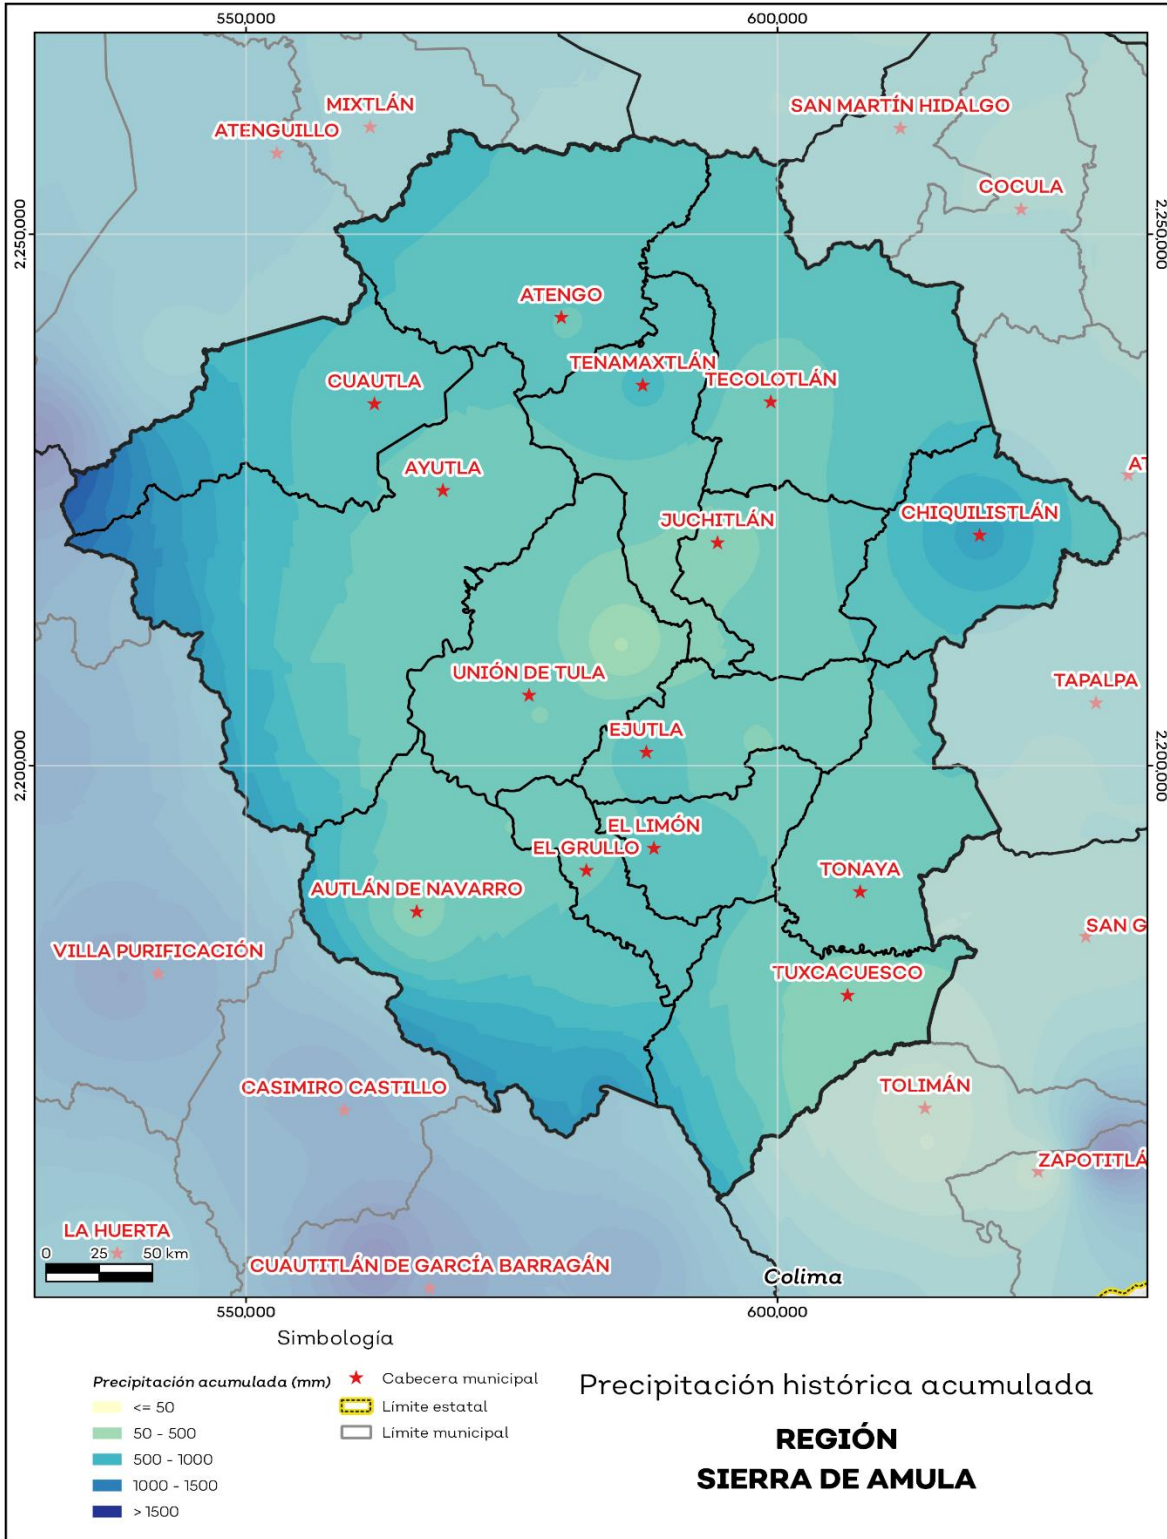 550,000 600,000
MIXTLÁN
SAN MARTÍN HIDALGO
ATENGUILLO
COCULA
2,250,000 2,250,000
ATENGO
TENAMAXTLÁN
CUAUTLA
TECOLOTLÁN
AYUTLA
AT
CHIQUILISTLÁN
JUCHITLÁN
UNIÓN DE TULA
TAPALPA
EJUTLA
2,200,000 2,200,000
EL LIMÓN
EL GRULLO
TONAYA
AUTLÁN DE NAVARRO
SAN G
VILLA PURIFICACIÓN
TUXCACUESCO
CASIMIRO CASTILLO
TOLIMÁN
ZAPOTITLÁ
LA HUERTA
0 25 50 km
CUAUTITLÁN DE GARCÍA BARRAGÁN
Colima
550,000 600,000
Simbología
Precipitación acumulada (mm)
<= 50
50 - 500
500 - 1000
1000 - 1500
> 1500
Cabecera municipal
Límite estatal
Límite municipal
Precipitación histórica acumulada
REGIÓN
SIERRA DE AMULA